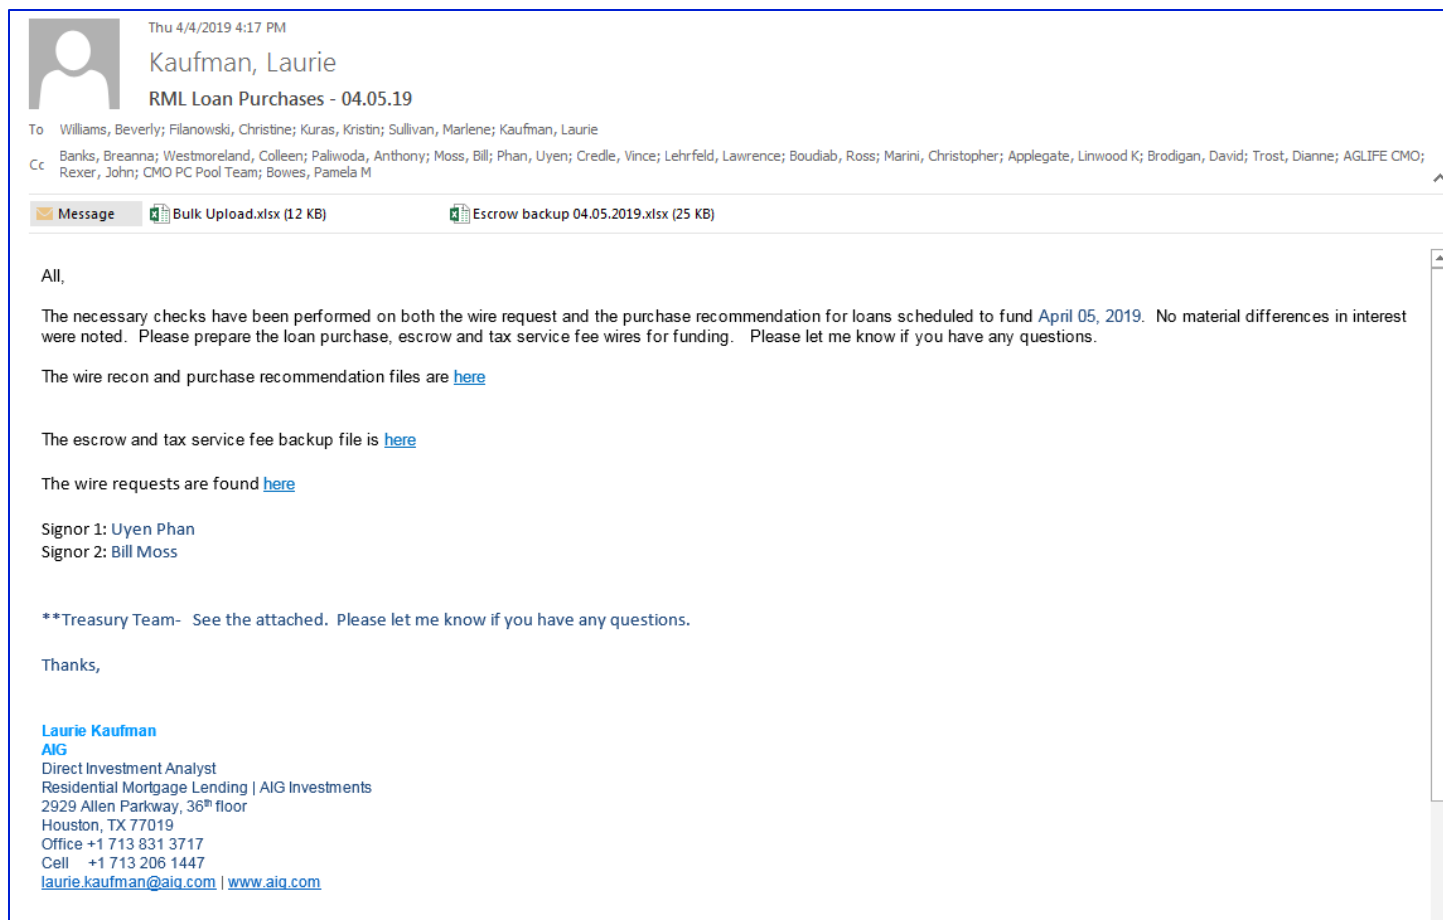 Thu 4/4/2019 4:17 PM
Kaufman, Laurie
RML Loan Purchases - 04.05.19
To Williams, Beverly; Filanowski, Christine; Kuras, Kristin; Sullivan, Marlene; Kaufman, Laurie
Cc Banks, Breanna; Westmoreland, Colleen; Paliwoda, Anthony; Moss, Bill; Phan, Uyen; Credle, Vince; Lehrfeld, Lawrence; Boudiab, Ross; Marini, Christopher; Applegate, Linwood K; Brodigan, David; Trost, Dianne; AGLIFE CMO;
Rexer, John; CMO PC Pool Team; Bowes, Pamela M
Message Bulk Upload.xlsx (12 KB) Escrow backup 04.05.2019.xlsx (25 KB)
All,
The necessary checks have been performed on both the wire request and the purchase recommendation for loans scheduled to fund April 05, 2019. No material differences in interest
were noted. Please prepare the loan purchase, escrow and tax service fee wires for funding. Please let me know if you have any questions.
The wire recon and purchase recommendation files are here
The escrow and tax service fee backup file is here
The wire requests are found here
Signor 1: Uyen Phan
Signor 2: Bill Moss
**Treasury Team- See the attached. Please let me know if you have any questions.
Thanks,
Laurie Kaufman
AIG
Direct Investment Analyst
Residential Mortgage Lending | AIG Investments
2929 Allen Parkway, 36th floor
Houston, TX 77019
Office +1 713 831 3717
Cell +1 713 206 1447
laurie.kaufman@aig.com | www.aig.com